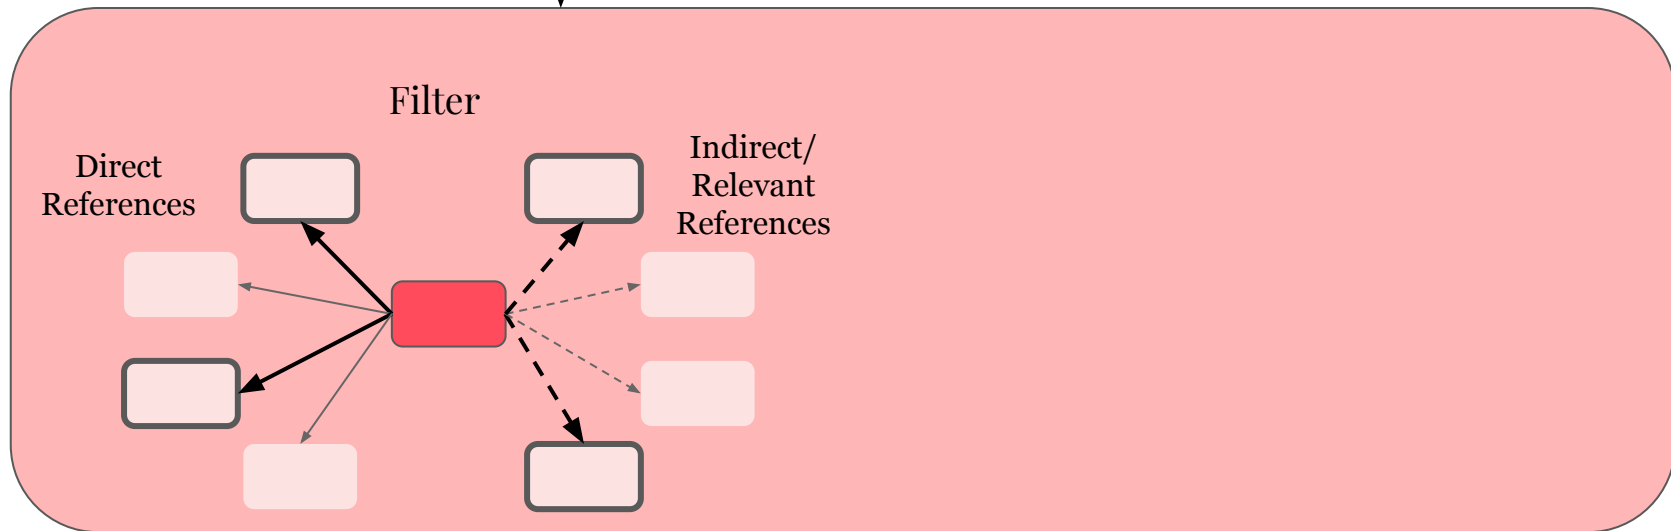 Filter
Direct
References
Indirect/
Relevant
References